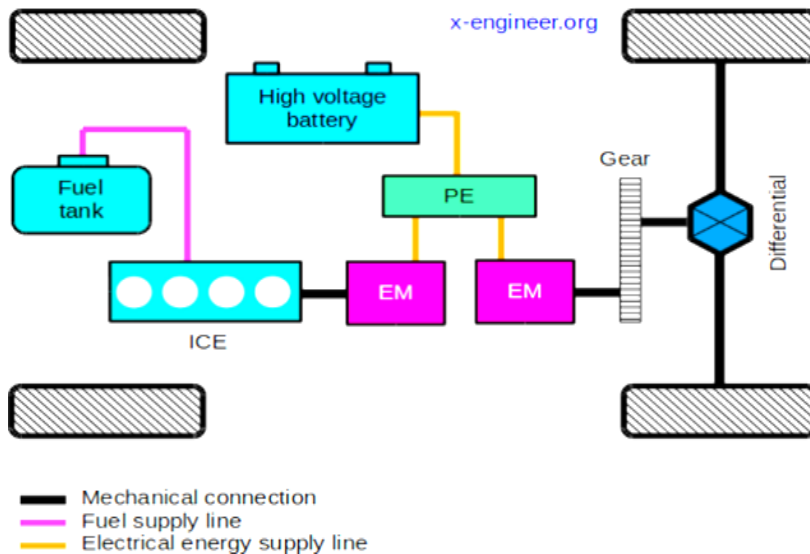 x-engineer.org
High voltage
battery
Gear
Fuel
tank
PE
Differential
EM
EM
ICE
Mechanical connection
Fuel supply line
Electrical energy supply line